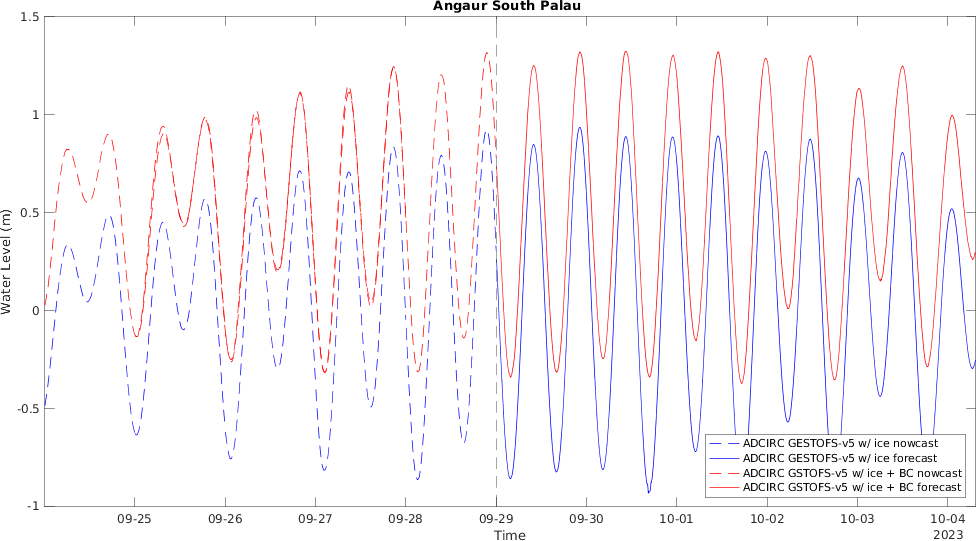 Angaur South Palau
Water Level (m)
1.5
1
0.5
0
-0.5
-1
09-25
09-26
09-27
09-28
09-29
09-30
10-01
10-02
10-03
10-04
2023
Time
ADCIRC GESTOFS-v5 w/ ice nowcast
ADCIRC GESTOFS-v5 w/ ice forecast
ADCIRC GSTOFS-v5 w/ ice + BC nowcast
ADCIRC GSTOFS-v5 w/ ice + BC forecast